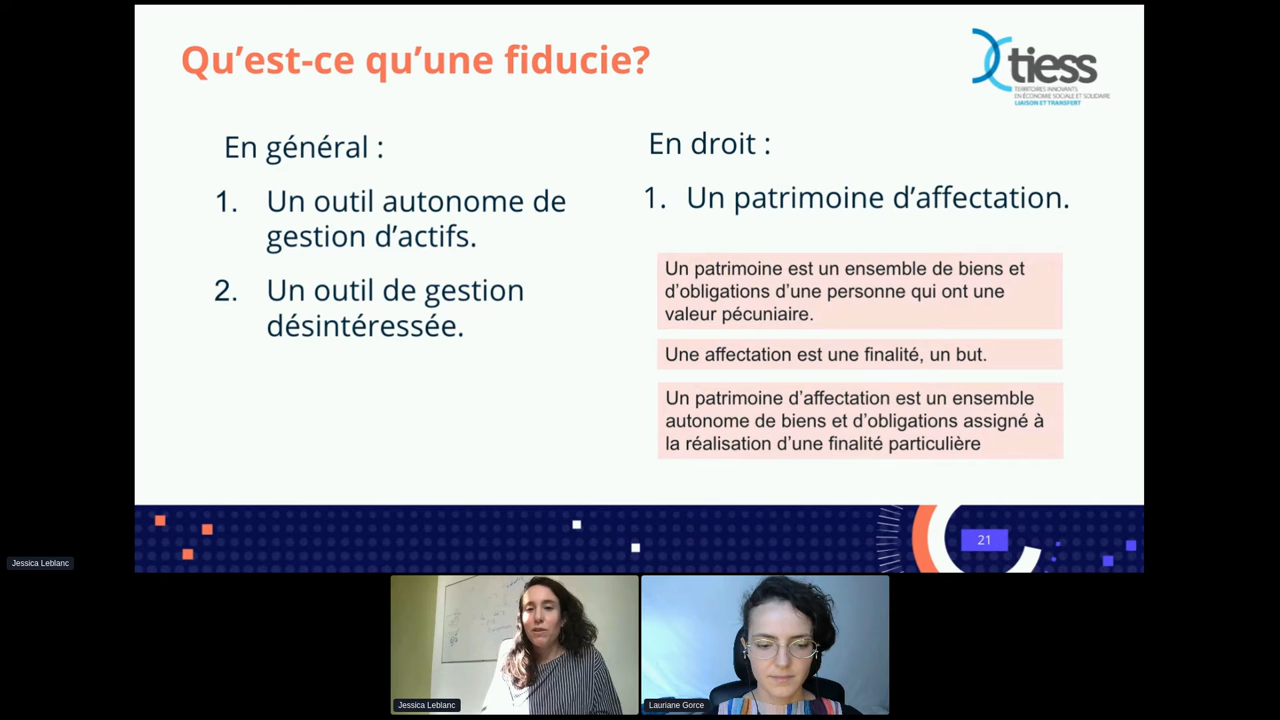 Qu'est-ce qu'une fiducie?
tiess
TERRITOIRES INNOVANTS
EN ÉCONOMIE SOCIALE ET SOLIDAIRE
LIAISON ET TRANSFERT
En général :
1. Un outil autonome de
gestion d'actifs.
2. Un outil de gestion
désintéressée.
En droit :
1. Un patrimoine d'affectation.
Un patrimoine est un ensemble de biens et
d'obligations d'une personne qui ont une
valeur pécuniaire.
Une affectation est une finalité, un but.
Un patrimoine d'affectation est un ensemble
autonome de biens et d'obligations assigné à
la réalisation d'une finalité particulière
21
Jessica Leblanc
Jessica Leblanc
Lauriane Gorce